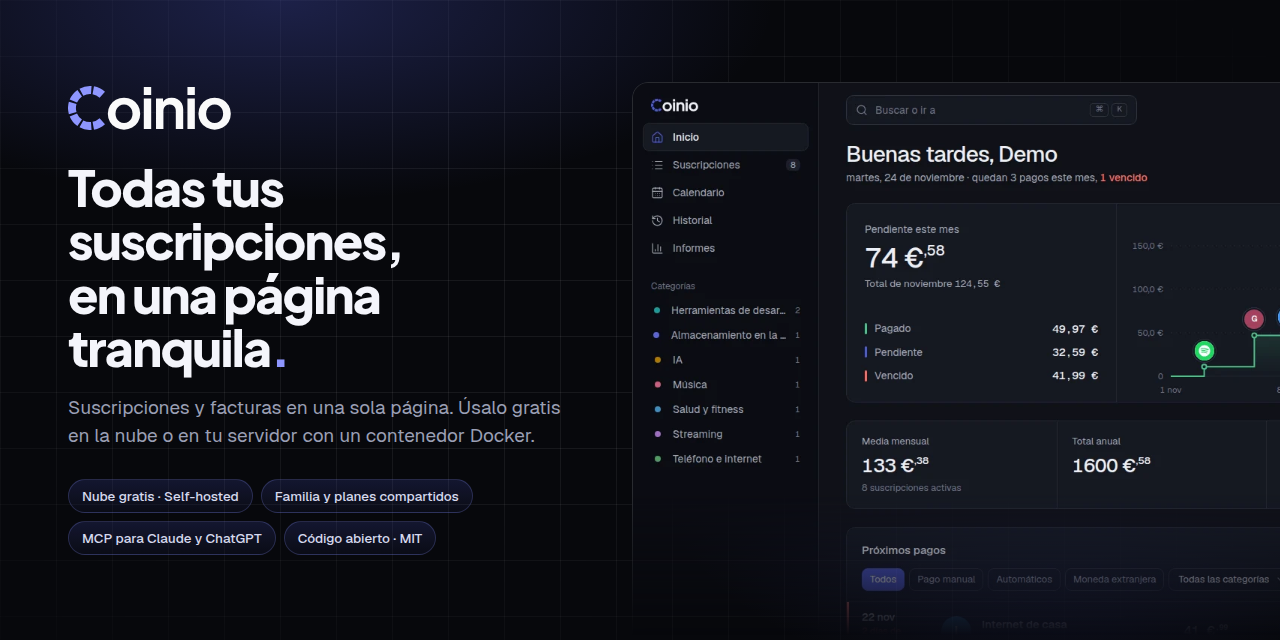 Coinio
Todas tus
suscripciones,
en una página
tranquila.
Suscripciones y facturas en una sola página. Úsalo gratis
en la nube o en tu servidor con un contenedor Docker.
Nube gratis · Self-hosted
Familia y planes compartidos
MCP para Claude y ChatGPT
Código abierto · MIT
Coinio
Inicio
Suscripciones 8
Calendario
Historial
Informes
Categorías
Herramientas de desar... 2
Almacenamiento en la ... 1
IA 1
Música 1
Salud y fitness 1
Streaming 1
Teléfono e internet 1
Buscar o ir a ⌘ K
Buenas tardes, Demo
martes, 24 de noviembre · quedan 3 pagos este mes, 1 vencido
Pendiente este mes
74 €,58
Total de noviembre 124,55 €
Pagado 49,97 €
Pendiente 32,59 €
Vencido 41,99 €
150,0 €
100,0 €
50,0 €
0
G
1 nov
8
Media mensual
133 €,38
8 suscripciones activas
Total anual
1600 €,58
Próximos pagos
Todos
Pago manual
Automáticos
Moneda extranjera
Todas las categorías
22 nov
Internet de casa